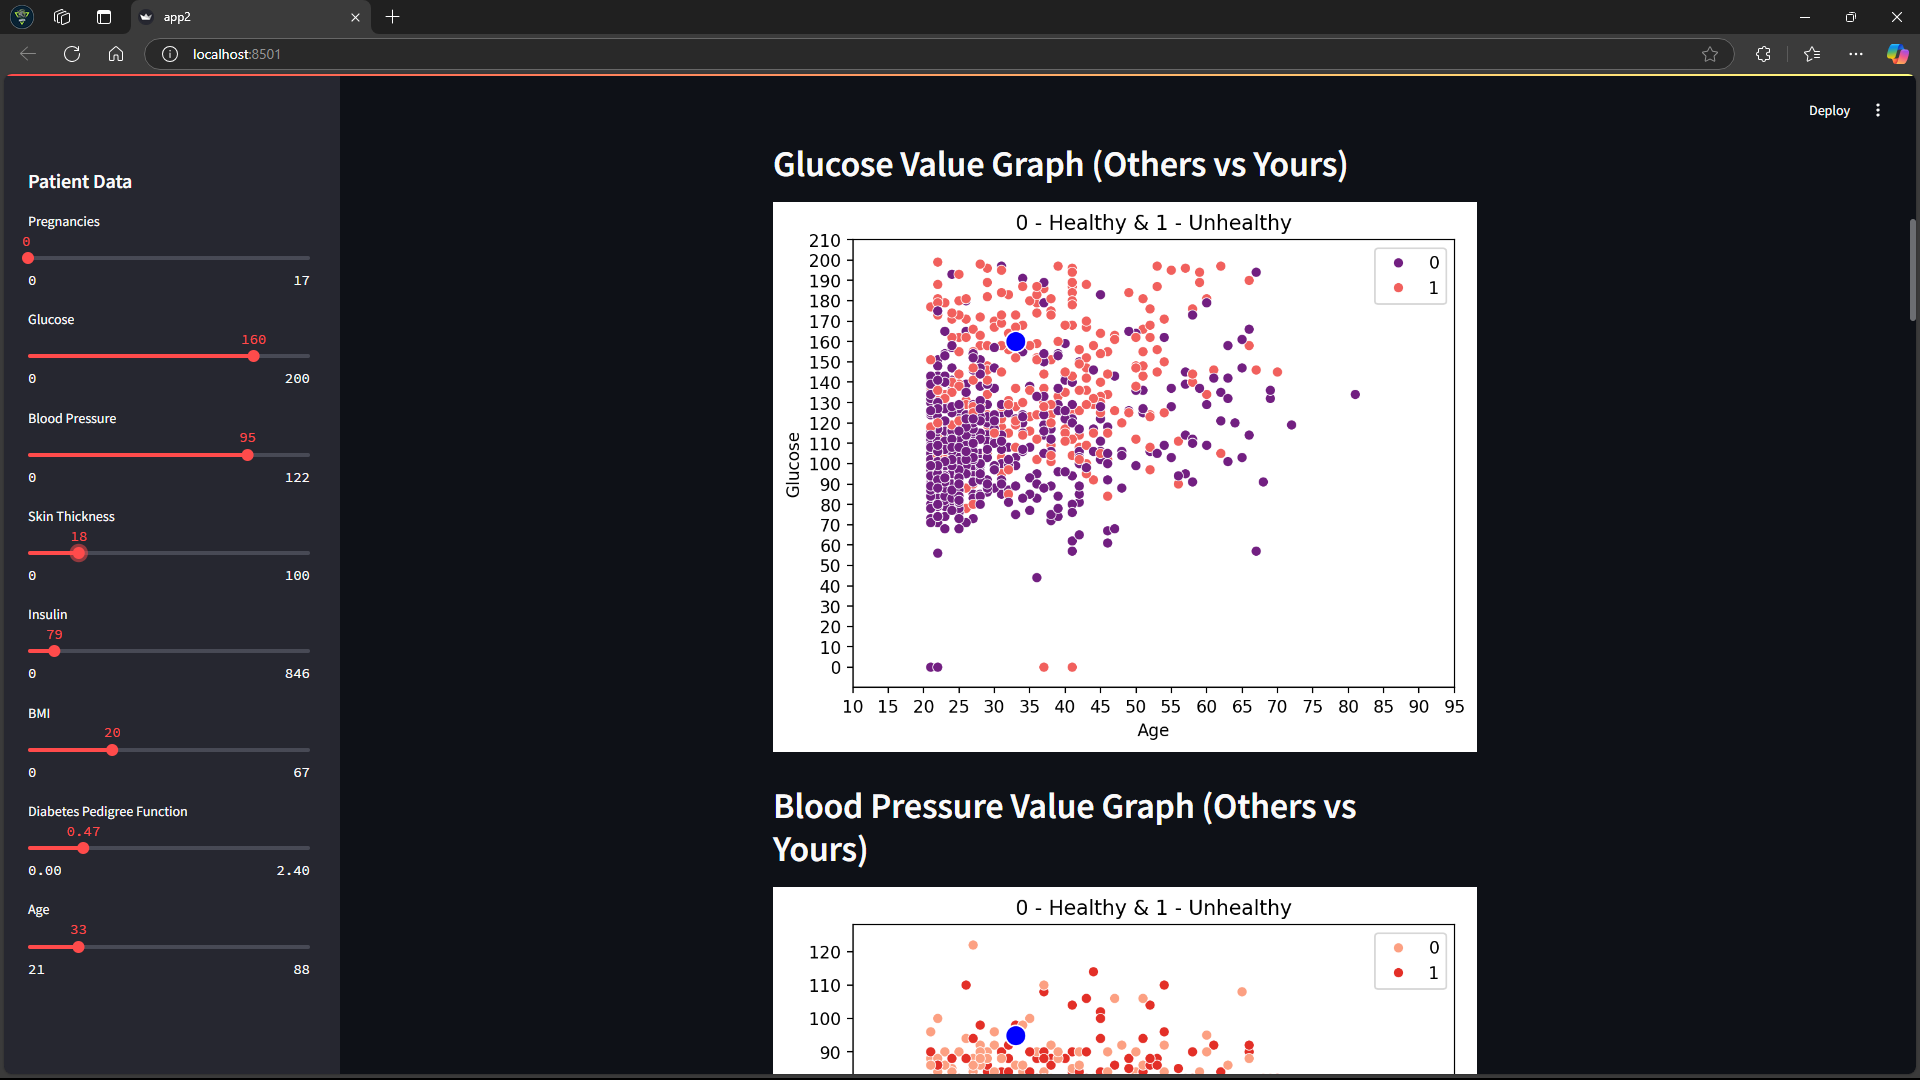 app2
localhost:8501
Deploy
Patient Data
Pregnancies
0
0 17
Glucose
160
0 200
Blood Pressure
95
0 122
Skin Thickness
18
0 100
Insulin
79
0 846
BMI
20
0 67
Diabetes Pedigree Function
0.47
0.00 2.40
Age
33
21 88
Glucose Value Graph (Others vs Yours)
0 - Healthy & 1 - Unhealthy
210
200
190
180
170
160
150
140
130
120
110
100
90
80
70
60
50
40
30
20
10
0
Glucose
0
1
10 15 20 25 30 35 40 45 50 55 60 65 70 75 80 85 90 95
Age
Blood Pressure Value Graph (Others vs
Yours)
0 - Healthy & 1 - Unhealthy
120
110
100
90
0
1